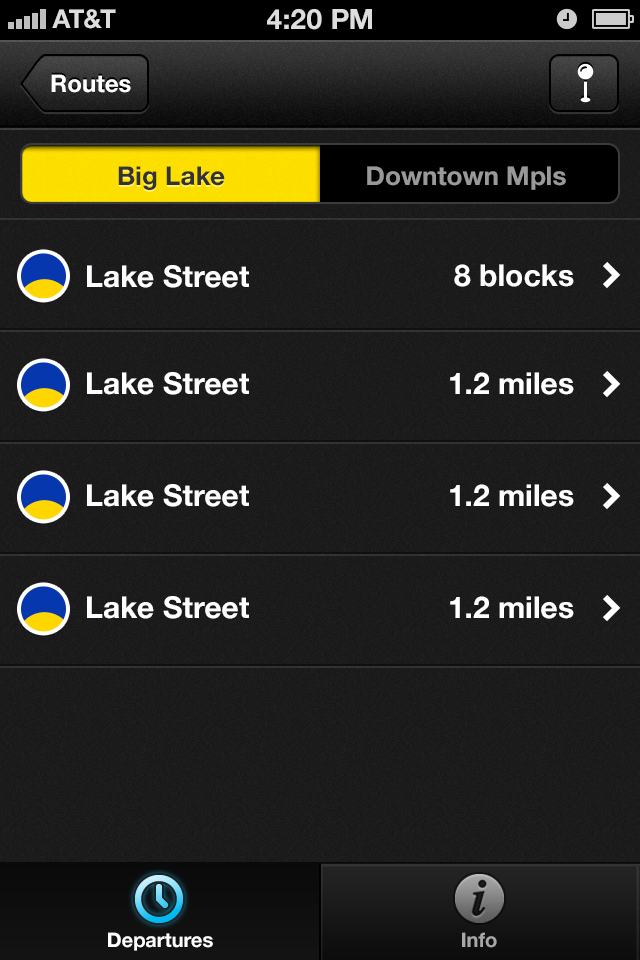 AT&T 4:20 PM
Routes
Big Lake Downtown Mpls
Lake Street 8 blocks
Lake Street 1.2 miles
Lake Street 1.2 miles
Lake Street 1.2 miles
Departures Info